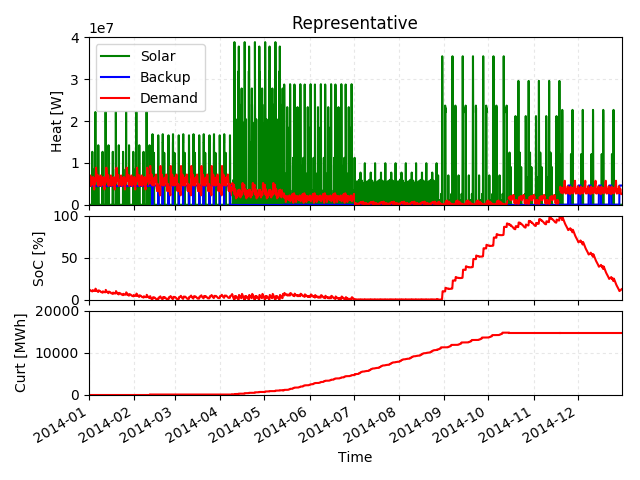 Representative
1e7
Heat [W]
4
3
2
1
0
Solar
Backup
Demand
SoC [%]
100
50
0
Curt [MWh]
20000
10000
0
2014-01
2014-02
2014-03
2014-04
2014-05
2014-06
2014-07
2014-08
2014-09
2014-10
2014-11
2014-12
Time